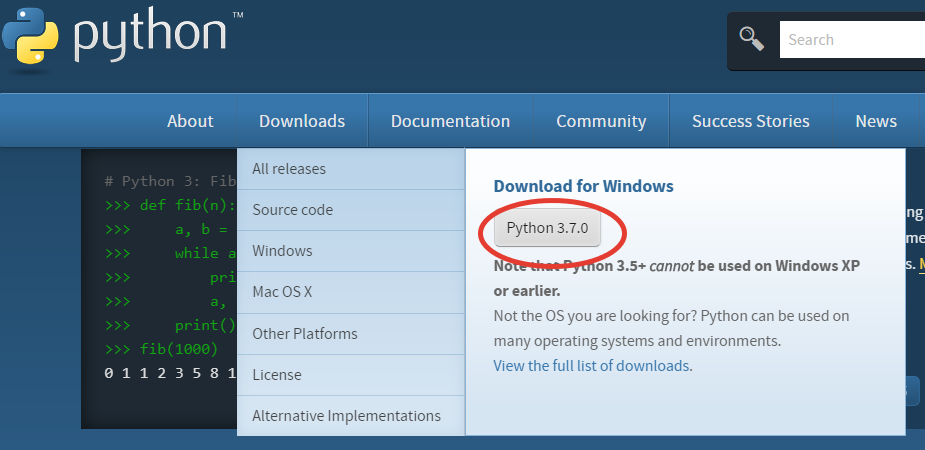 python™
Search
About Downloads Documentation Community Success Stories News
# Python 3: Fib
>>> def fib(n):
>>> a, b =
>>> while a
>>> pri
>>> a,
>>> print()
>>> fib(1000)
0 1 1 2 3 5 8 1
All releases
Source code
Windows
Mac OS X
Other Platforms
License
Alternative Implementations
Download for Windows
Python 3.7.0
Note that Python 3.5+ cannot be used on Windows XP
or earlier.
Not the OS you are looking for? Python can be used on
many operating systems and environments.
View the full list of downloads.